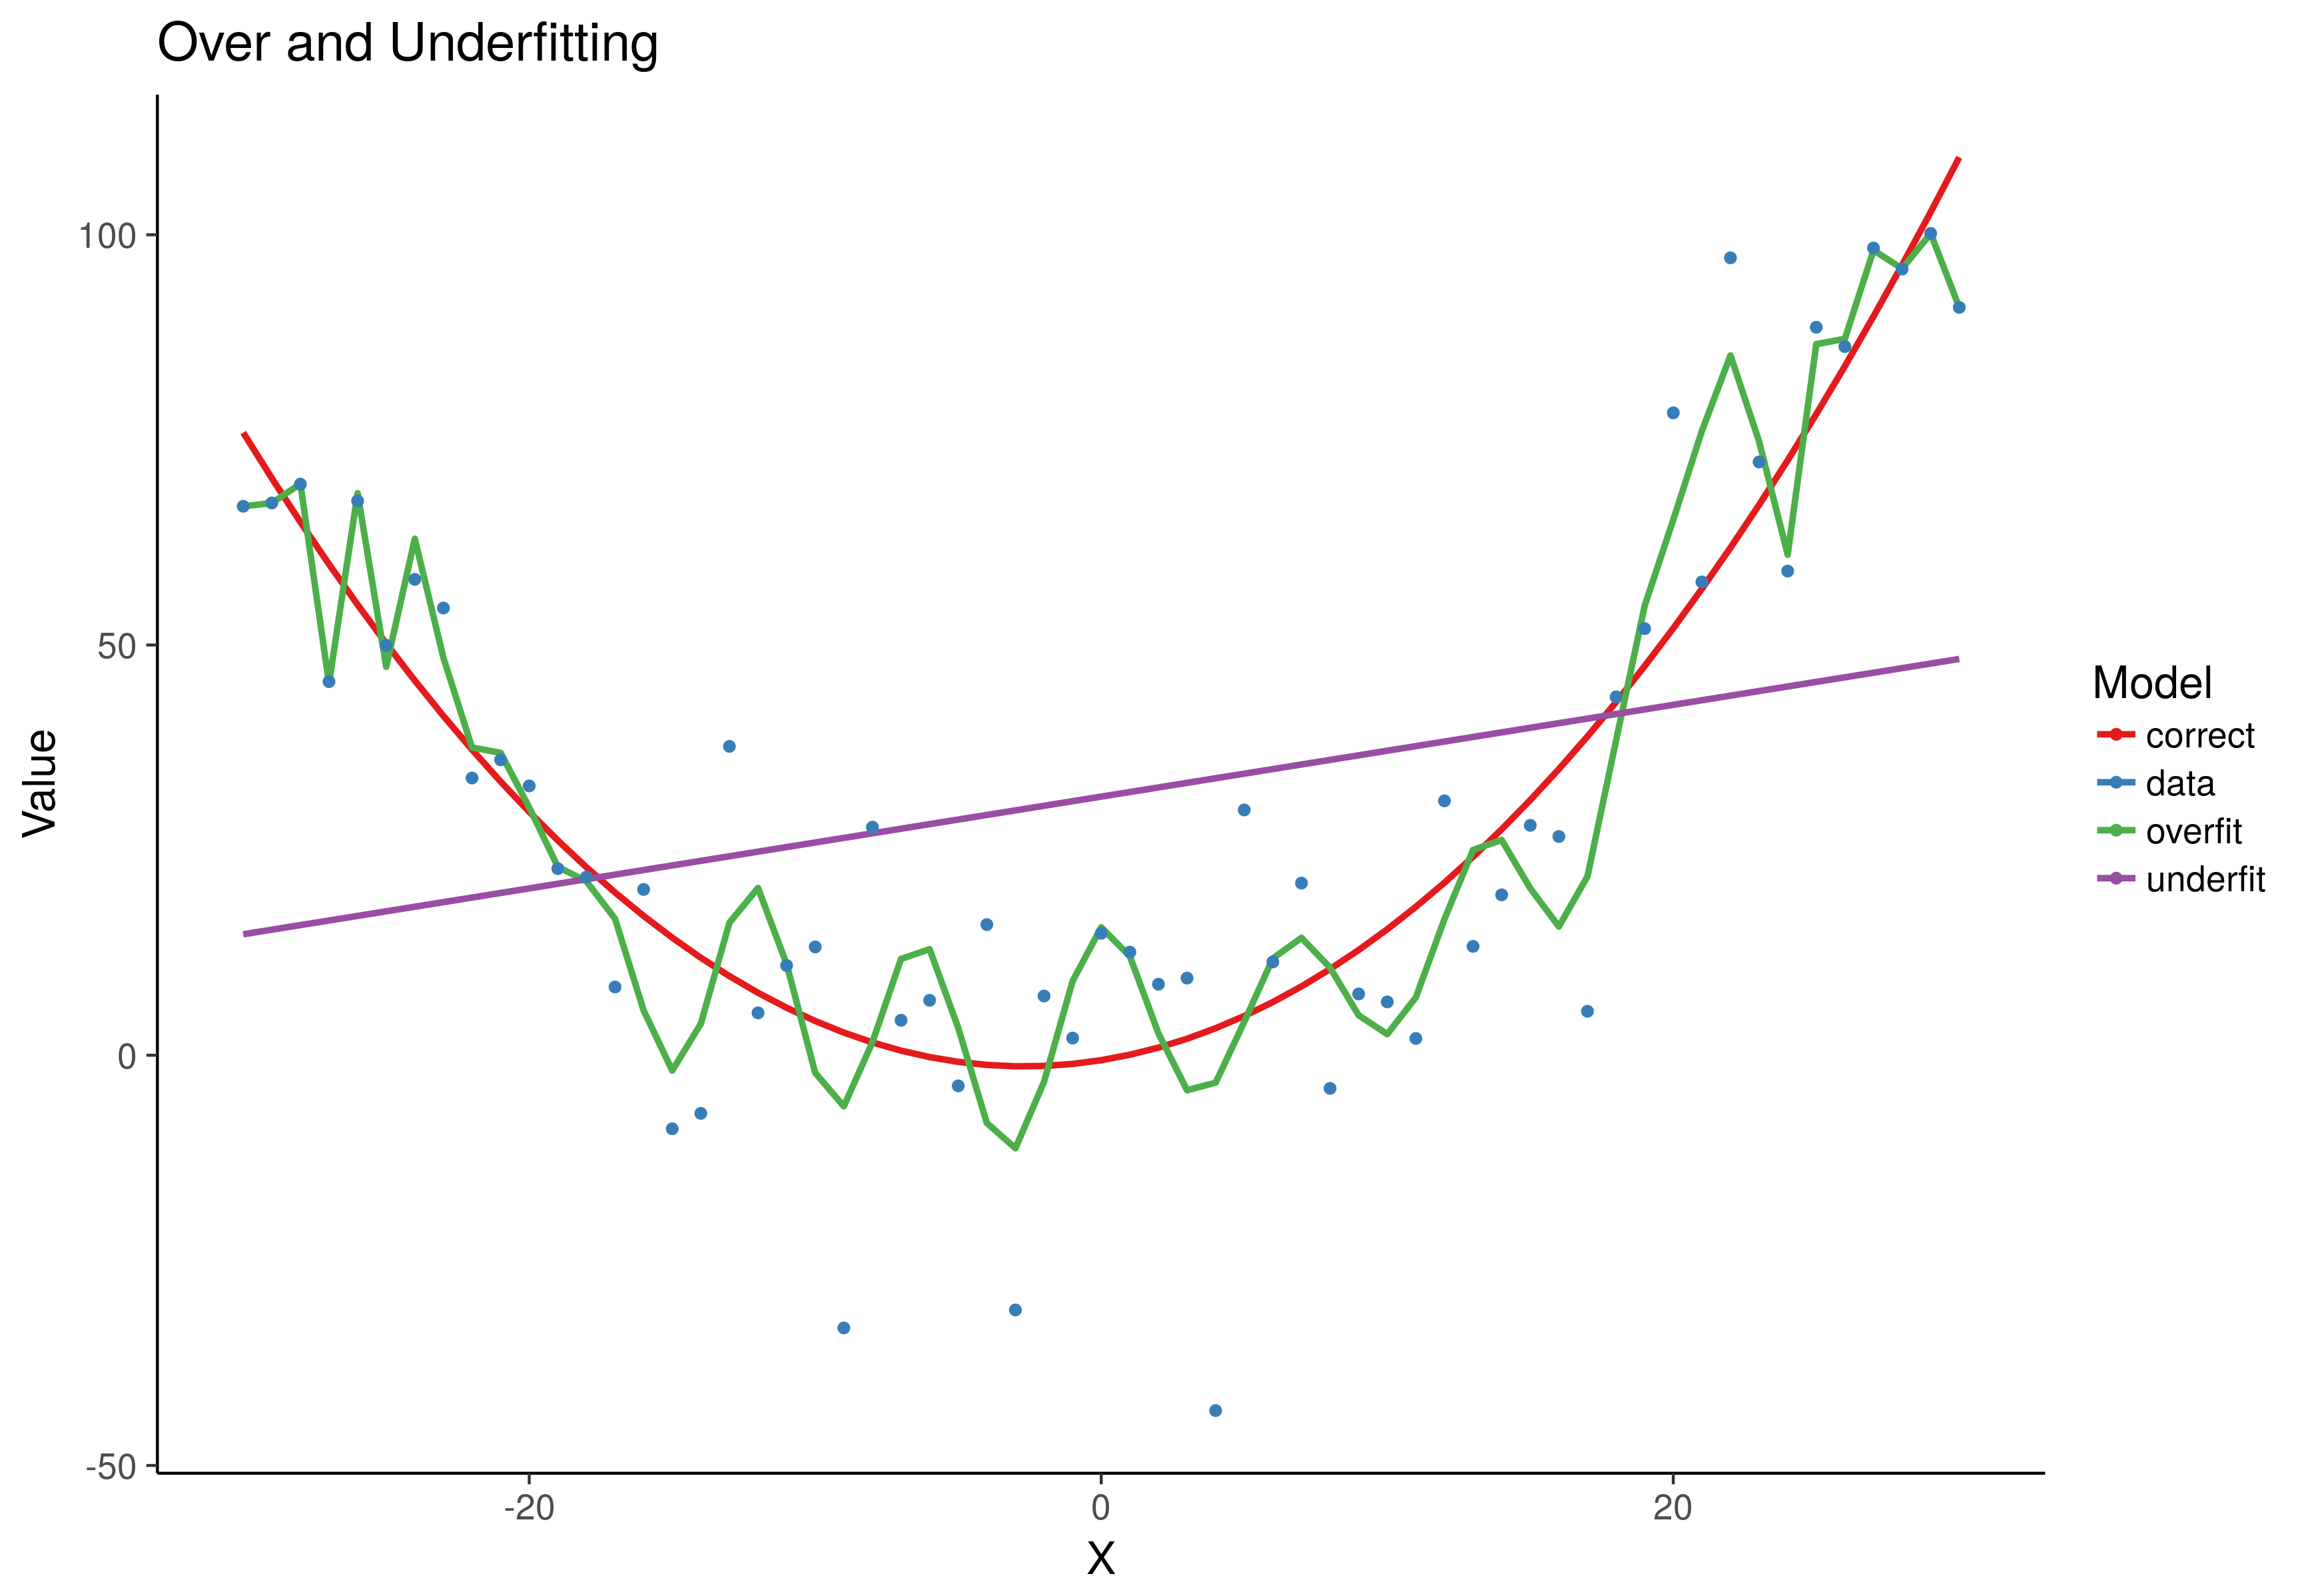 Over and Underfitting
Value
100
50
0
-50
-20
0
20
X
Model
correct
data
overfit
underfit